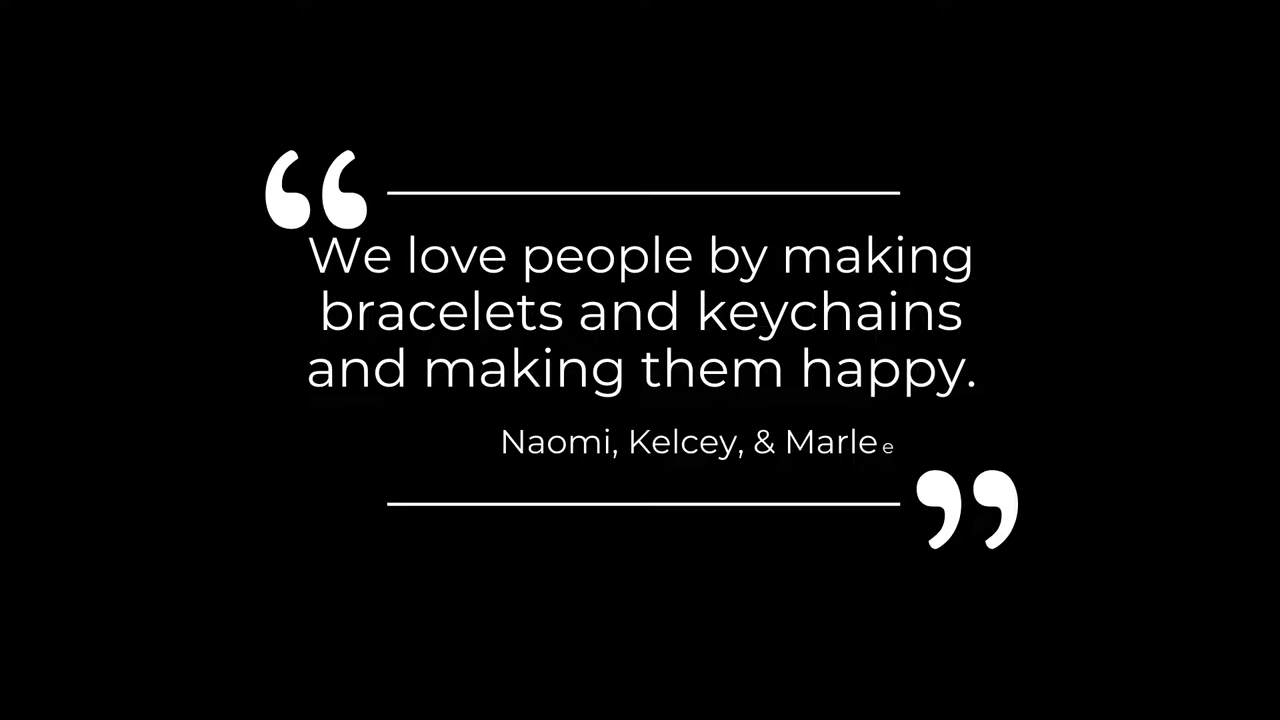 “
We love people by making
bracelets and keychains
and making them happy.
Naomi, Kelcey, & Marlee
”